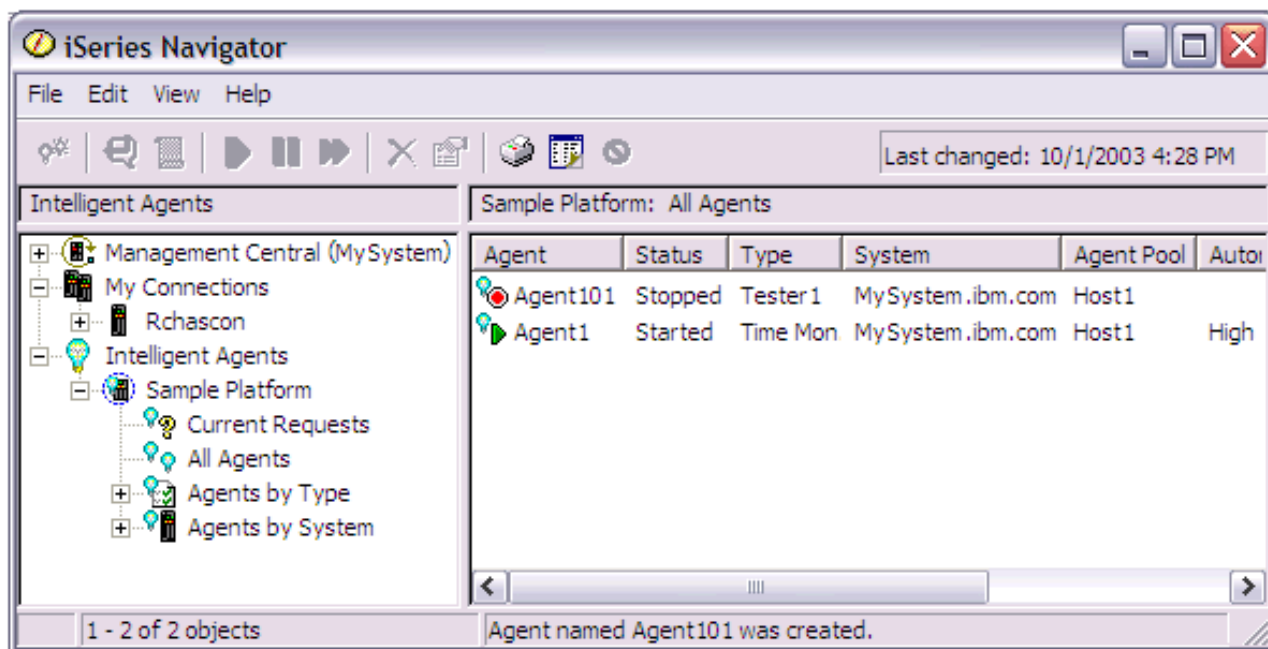 iSeries Navigator
File Edit View Help
Last changed: 10/1/2003 4:28 PM
Intelligent Agents
Sample Platform: All Agents
Management Central (MySystem)
My Connections
Rchascon
Intelligent Agents
Sample Platform
Current Requests
All Agents
Agents by Type
Agents by System
Agent Status Type System Agent Pool Autor
Agent101 Stopped Tester1 MySystem.ibm.com Host1
Agent1 Started Time Mon MySystem.ibm.com Host1 High
1 - 2 of 2 objects
Agent named Agent101 was created.